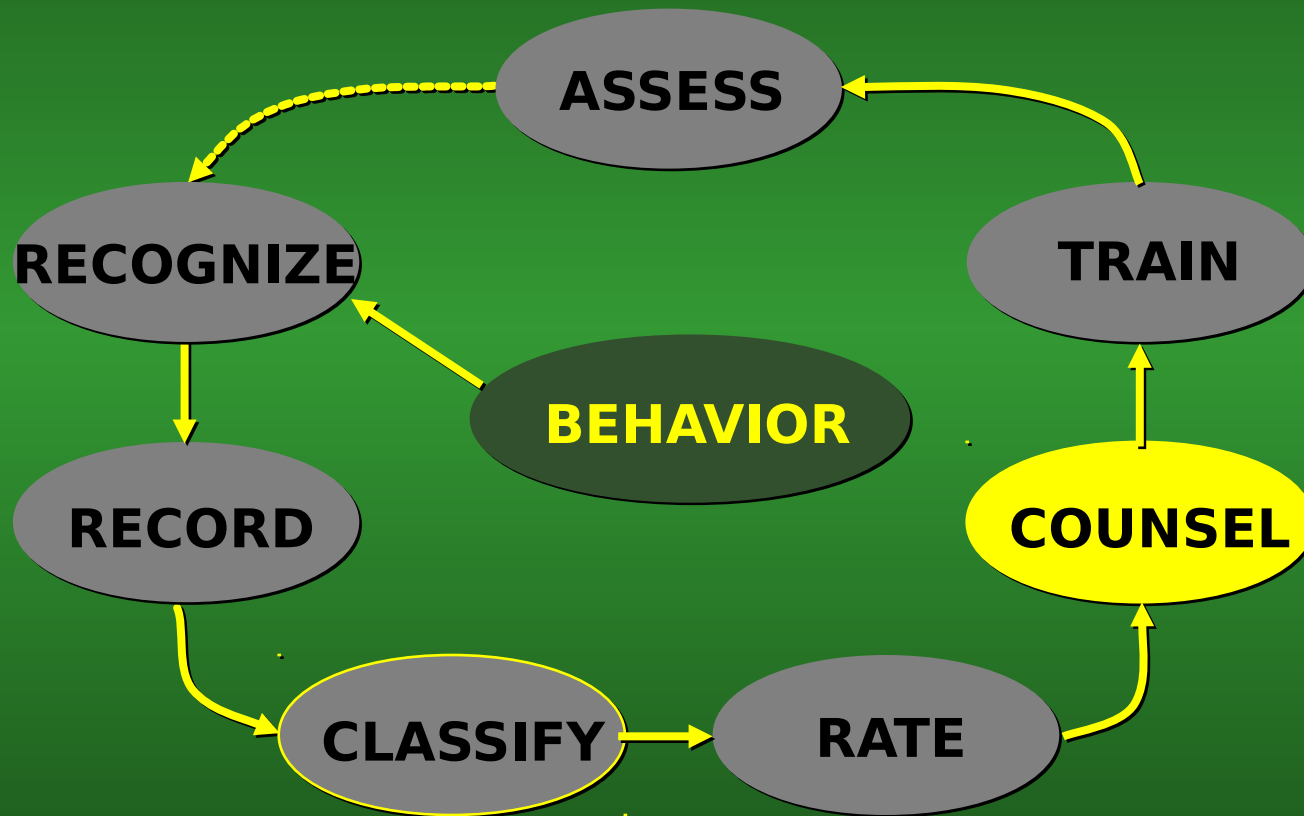 ASSESS
RECOGNIZE
TRAIN
BEHAVIOR
RECORD
COUNSEL
CLASSIFY
RATE